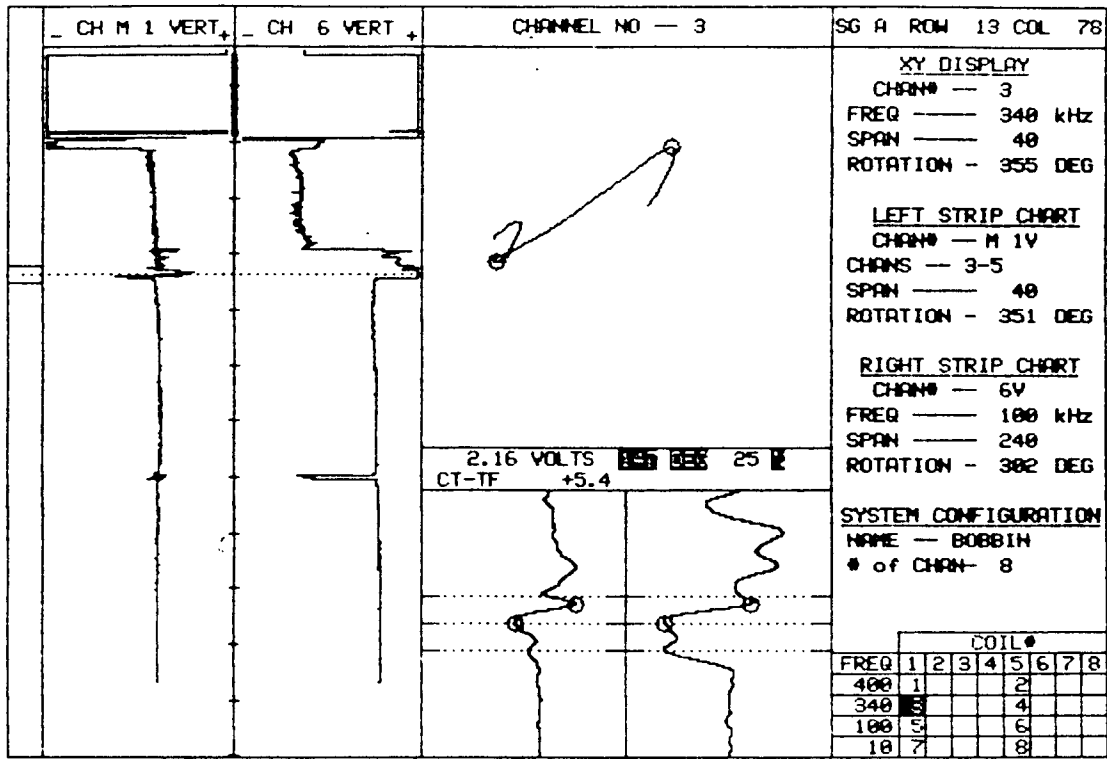 - CH M 1 VERT +
- CH 6 VERT +
CHANNEL NO -- 3
SG A ROW 13 COL 78
XY DISPLAY
CHAN# -- 3
FREQ ---- 340 kHz
SPAN ---- 40
ROTATION - 355 DEG
LEFT STRIP CHART
CHAN# -- M 1V
CHANS -- 3-5
SPAN ---- 40
ROTATION - 351 DEG
RIGHT STRIP CHART
CHAN# -- 6V
FREQ ---- 100 kHz
SPAN ---- 240
ROTATION - 302 DEG
SYSTEM CONFIGURATION
NAME -- BOBBIN
# of CHAN- 8
2.16 VOLTS DEG 25
CT-TF +5.4
COIL#
FREQ 1 2 3 4 5 6 7 8
400 1 2
340 3 4
100 5 6
10 7 8